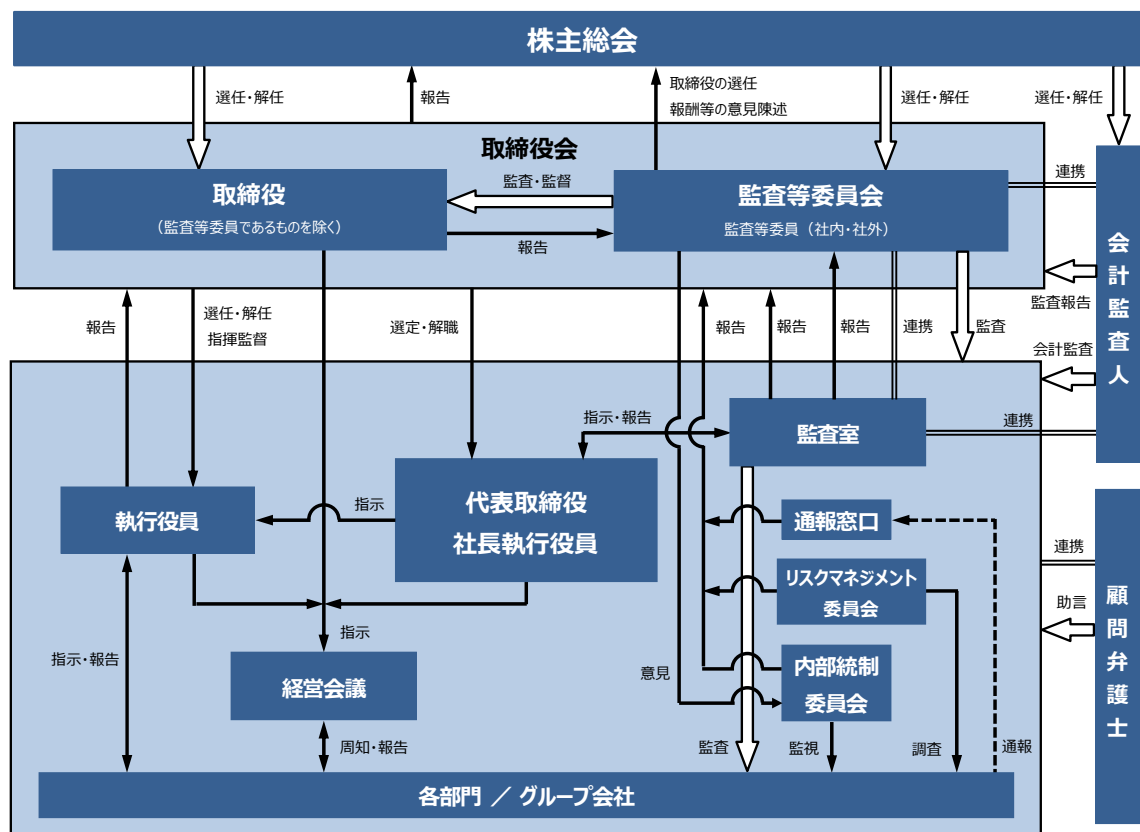 株主総会
選任・解任
報告
取締役の選任
報酬等の意見陳述
選任・解任
選任・解任
取締役会
取締役
（監査等委員であるものを除く）
監査・監督
報告
監査等委員会
監査等委員（社内・社外）
連携
会計監査人
監査報告
会計監査
報告
選任・解任
指揮監督
選定・解職
報告
報告
報告
連携
監査
指示・報告
監査室
連携
執行役員
指示
代表取締役
社長執行役員
通報窓口
リスクマネジメント
委員会
連携
助言
顧問弁護士
指示・報告
指示
経営会議
意見
内部統制
委員会
周知・報告
監査
監視
調査
通報
各部門 ／ グループ会社